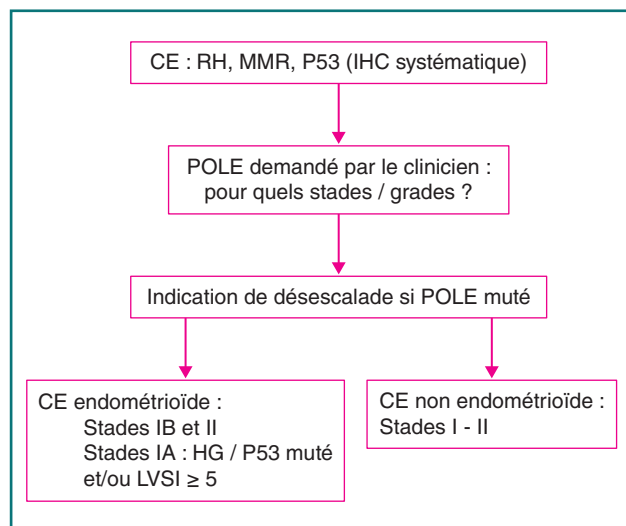 CE : RH, MMR, P53 (IHC systématique)
POLE demandé par le clinicien :
pour quels stades / grades ?
Indication de désescalade si POLE muté
CE endométrioïde :
Stades IB et II
Stades IA : HG / P53 muté
et/ou LVSI ≥ 5
CE non endométrioïde :
Stades I - II